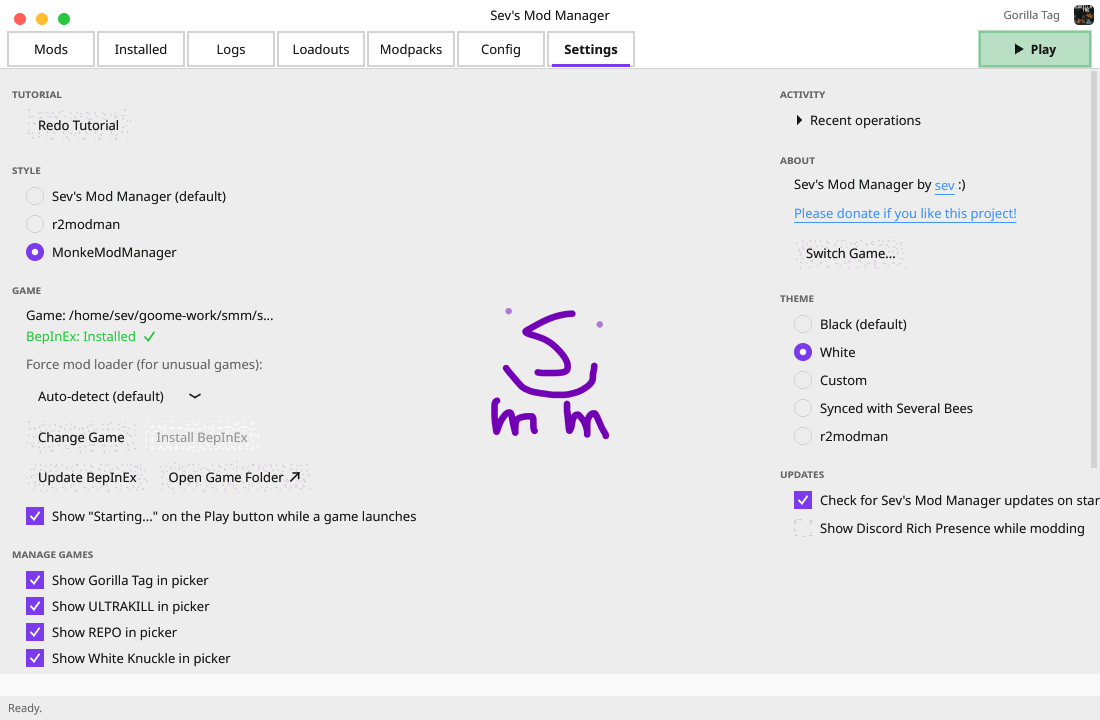 Sev's Mod Manager
Gorilla Tag
Mods
Installed
Logs
Loadouts
Modpacks
Config
Settings
Play
TUTORIAL
Redo Tutorial
STYLE
Sev's Mod Manager (default)
r2modman
MonkeModManager
GAME
Game: /home/sev/goome-work/smm/s...
BepInEx: Installed
Force mod loader (for unusual games):
Auto-detect (default)
Change Game
Install BepInEx
Update BepInEx
Open Game Folder
Show "Starting..." on the Play button while a game launches
MANAGE GAMES
Show Gorilla Tag in picker
Show ULTRAKILL in picker
Show REPO in picker
Show White Knuckle in picker
S
m m
ACTIVITY
Recent operations
ABOUT
Sev's Mod Manager by sev :)
Please donate if you like this project!
Switch Game...
THEME
Black (default)
White
Custom
Synced with Several Bees
r2modman
UPDATES
Check for Sev's Mod Manager updates on star
Show Discord Rich Presence while modding
Ready.